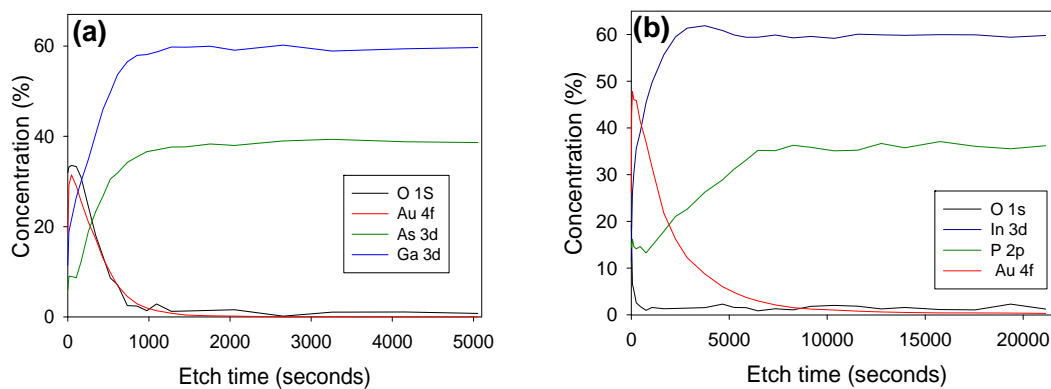 (a)
Concentration (%)
60
40
20
0
0 1000 2000 3000 4000 5000
Etch time (seconds)
O 1S
Au 4f
As 3d
Ga 3d
(b)
Concentration (%)
60
50
40
30
20
10
0
0 5000 10000 15000 20000
Etch time (seconds)
O 1s
In 3d
P 2p
Au 4f